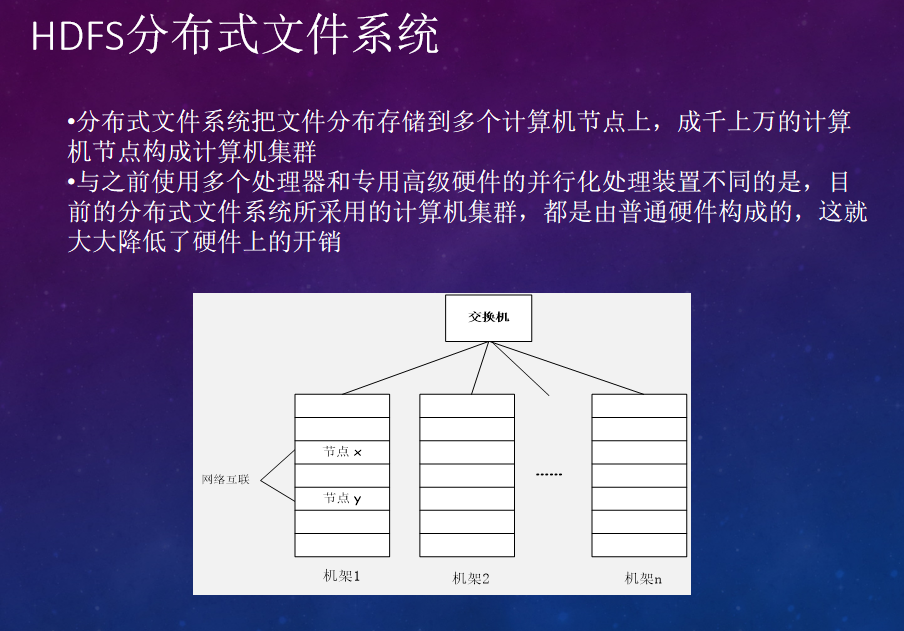 HDFS分布式文件系统
•分布式文件系统把文件分布存储到多个计算机节点上，成千上万的计算
机节点构成计算机集群
•与之前使用多个处理器和专用高级硬件的并行化处理装置不同的是，目
前的分布式文件系统所采用的计算机集群，都是由普通硬件构成的，这就
大大降低了硬件上的开销
交换机
节点 x
网络互联
节点 y
......
机架1
机架2
机架n